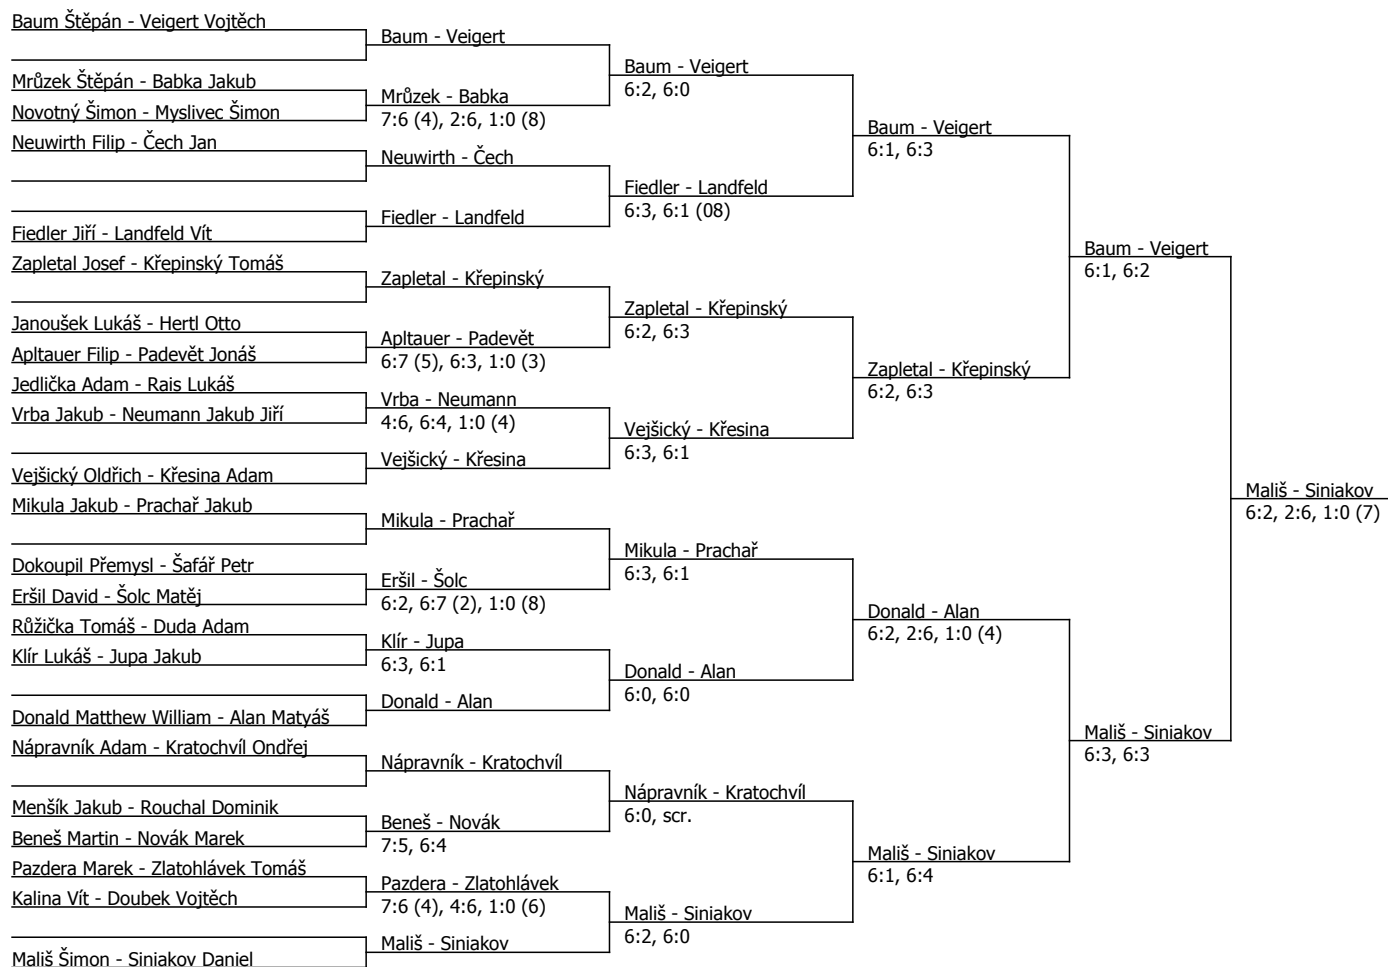 Baum Štěpán - Veigert Vojtěch
Mrůzek Štěpán - Babka Jakub
Novotný Šimon - Myslivec Šimon
Neuwirth Filip - Čech Jan
Fiedler Jiří - Landfeld Vít
Zapletal Josef - Křepinský Tomáš
Janoušek Lukáš - Hertl Otto
Apltauer Filip - Padevět Jonáš
Jedlička Adam - Rais Lukáš
Vrba Jakub - Neumann Jakub Jiří
Vejšický Oldřich - Křesina Adam
Mikula Jakub - Prachař Jakub
Dokoupil Přemysl - Šafář Petr
Eršil David - Šolc Matěj
Růžička Tomáš - Duda Adam
Klír Lukáš - Jupa Jakub
Donald Matthew William - Alan Matyáš
Nápravník Adam - Kratochvíl Ondřej
Menšík Jakub - Rouchal Dominik
Beneš Martin - Novák Marek
Pazdera Marek - Zlatohlávek Tomáš
Kalina Vít - Doubek Vojtěch
Mališ Šimon - Siniakov Daniel
Baum - Veigert
Mrůzek - Babka
7:6 (4), 2:6, 1:0 (8)
Neuwirth - Čech
Fiedler - Landfeld
Zapletal - Křepinský
Apltauer - Padevět
6:7 (5), 6:3, 1:0 (3)
Vrba - Neumann
4:6, 6:4, 1:0 (4)
Vejšický - Křesina
Mikula - Prachař
Eršil - Šolc
6:2, 6:7 (2), 1:0 (8)
Klír - Jupa
6:3, 6:1
Donald - Alan
Nápravník - Kratochvíl
Beneš - Novák
7:5, 6:4
Pazdera - Zlatohlávek
7:6 (4), 4:6, 1:0 (6)
Mališ - Siniakov
Baum - Veigert
6:2, 6:0
Fiedler - Landfeld
6:3, 6:1 (08)
Zapletal - Křepinský
6:2, 6:3
Vejšický - Křesina
6:3, 6:1
Mikula - Prachař
6:3, 6:1
Donald - Alan
6:0, 6:0
Nápravník - Kratochvíl
6:0, scr.
Mališ - Siniakov
6:2, 6:0
Baum - Veigert
6:1, 6:3
Zapletal - Křepinský
6:2, 6:3
Donald - Alan
6:2, 2:6, 1:0 (4)
Mališ - Siniakov
6:1, 6:4
Baum - Veigert
6:1, 6:2
Mališ - Siniakov
6:3, 6:3
Mališ - Siniakov
6:2, 2:6, 1:0 (7)